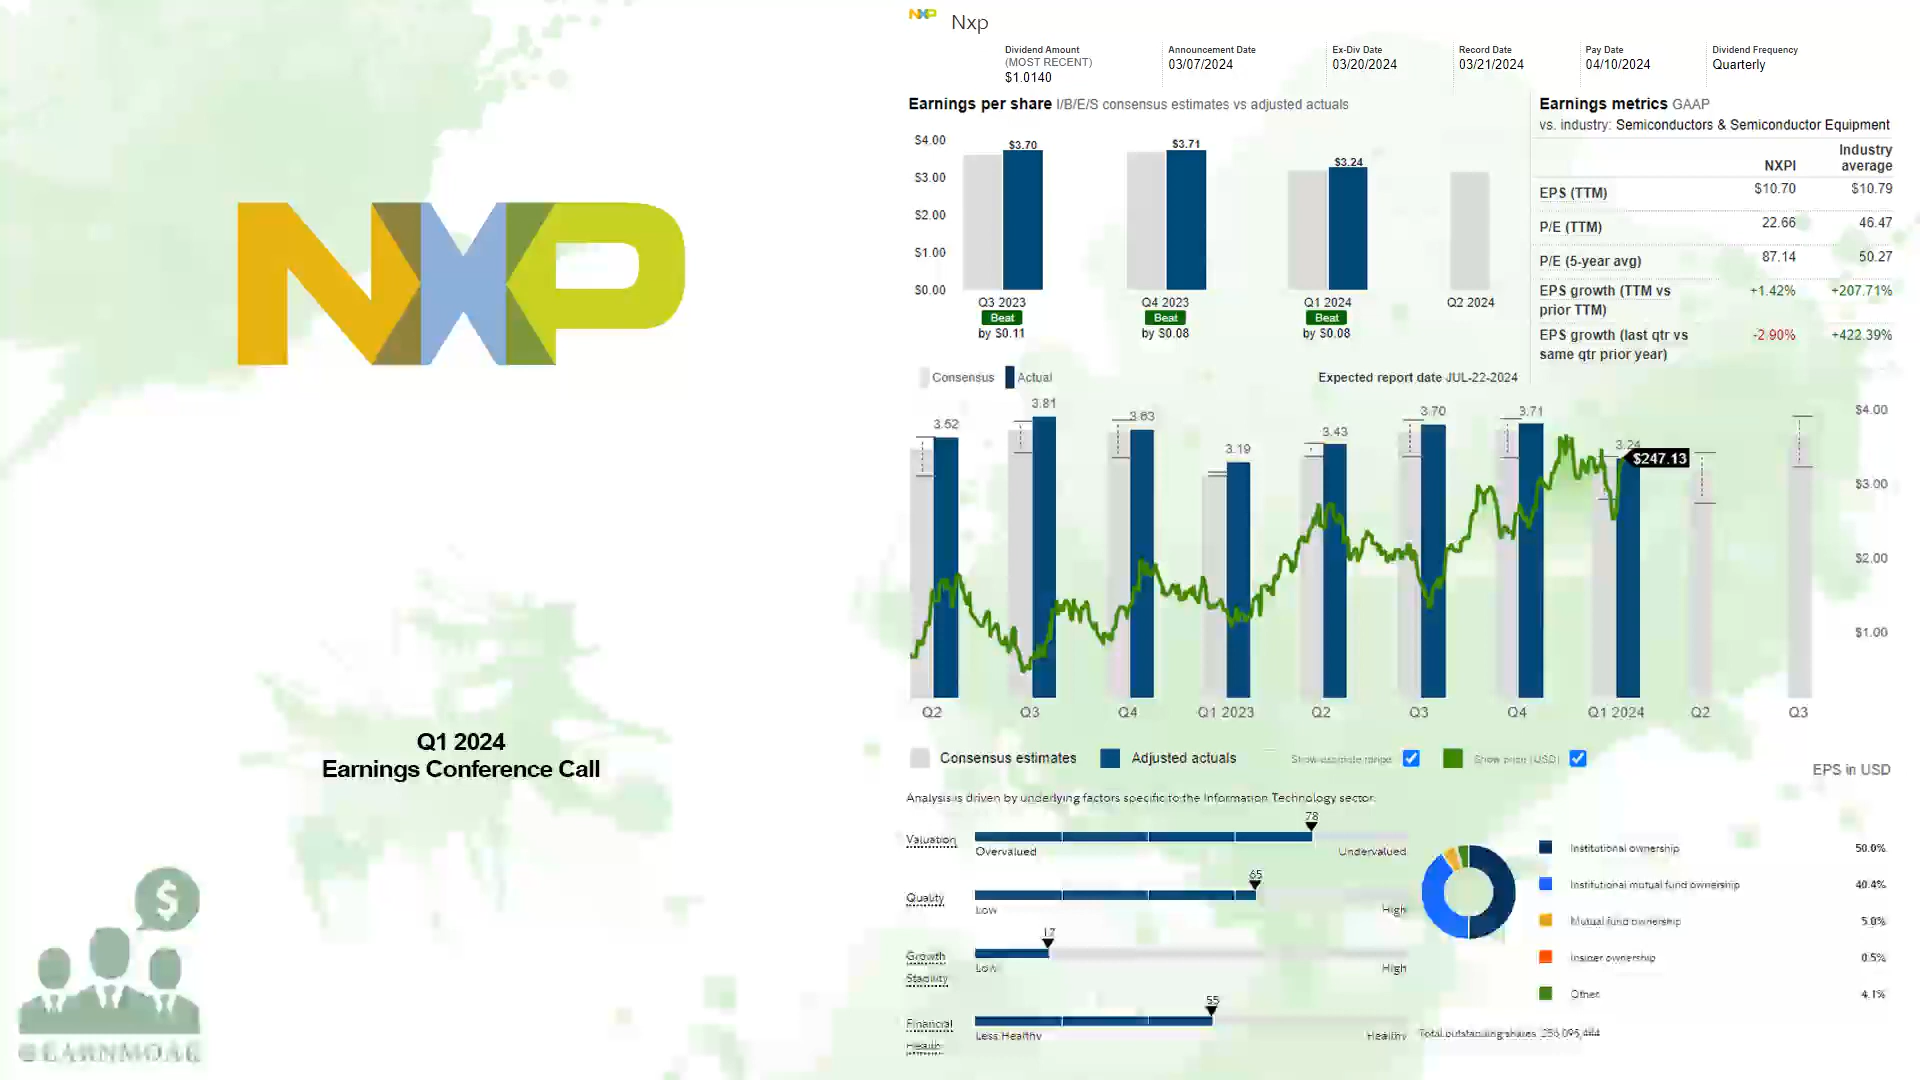 NXP
Nxp
Dividend Amount
(MOST RECENT)
$1.0140
Announcement Date
03/07/2024
Ex-Div Date
03/20/2024
Record Date
03/21/2024
Pay Date
04/10/2024
Dividend Frequency
Quarterly
Earnings per share I/B/E/S consensus estimates vs adjusted actuals
$4.00
$3.00
$2.00
$1.00
$0.00
$3.70
$3.71
$3.24
Q3 2023
Beat
by $0.11
Q4 2023
Beat
by $0.08
Q1 2024
Beat
by $0.08
Q2 2024
Consensus Actual
Expected report date JUL-22-2024
Earnings metrics GAAP
vs. industry: Semiconductors & Semiconductor Equipment
NXPI
Industry
average
EPS (TTM) $10.70 $10.79
P/E (TTM) 22.66 46.47
P/E (5-year avg) 87.14 50.27
EPS growth (TTM vs
prior TTM) +1.42% +207.71%
EPS growth (last qtr vs
same qtr prior year) -2.90% +422.39%
NXP
3.52
3.81
3.63
3.19
3.43
3.70
3.71
3.24
$247.13
$4.00
$3.00
$2.00
$1.00
Q2 Q3 Q4 Q1 2023 Q2 Q3 Q4 Q1 2024 Q2 Q3
Consensus estimates Adjusted actuals Show estimate range Show price (USD)
EPS in USD
Q1 2024
Earnings Conference Call
Analysis is driven by underlying factors specific to the Information Technology sector.
Valuation
78
Overvalued Undervalued
Quality
65
Low High
Growth
Stability
17
Low High
Financial
Health
55
Less Healthy Healthy
Institutional ownership 50.0%
Institutional mutual fund ownership 40.4%
Mutual fund ownership 5.0%
Insider ownership 0.5%
Other 4.1%
Total outstanding shares
$
@EARNMOAR